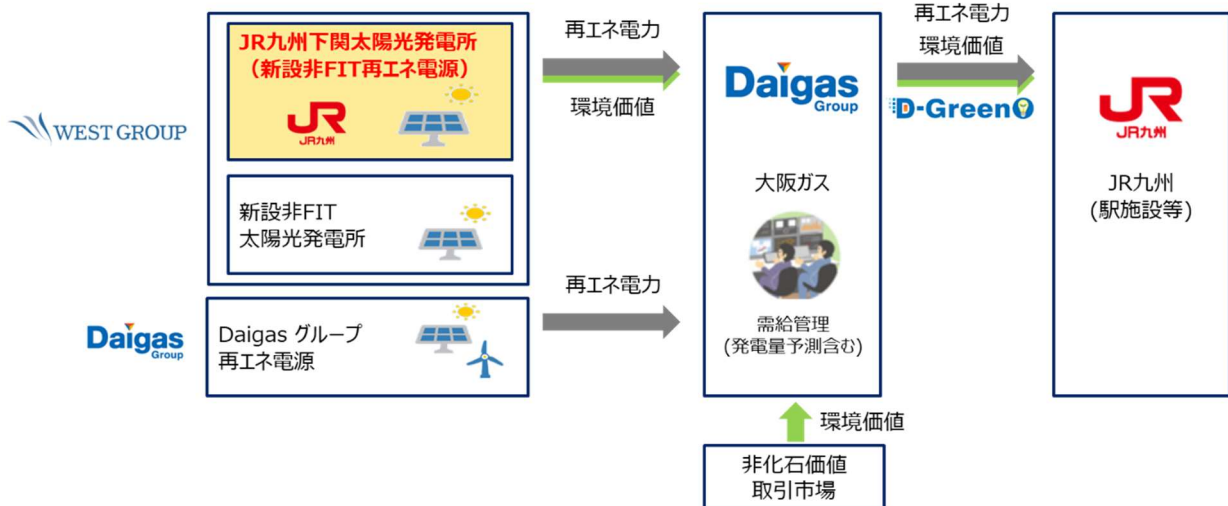 WEST GROUP
JR九州下関太陽光発電所
（新設非FIT再エネ電源）
JR
JR九州
新設非FIT
太陽光発電所
Daigas
Group
Daigas グループ
再エネ電源
再エネ電力
環境価値
再エネ電力
Daigas
Group
大阪ガス
需給管理
(発電量予測含む)
環境価値
非化石価値
取引市場
再エネ電力
環境価値
D-Green
JR
JR九州
JR九州
(駅施設等)